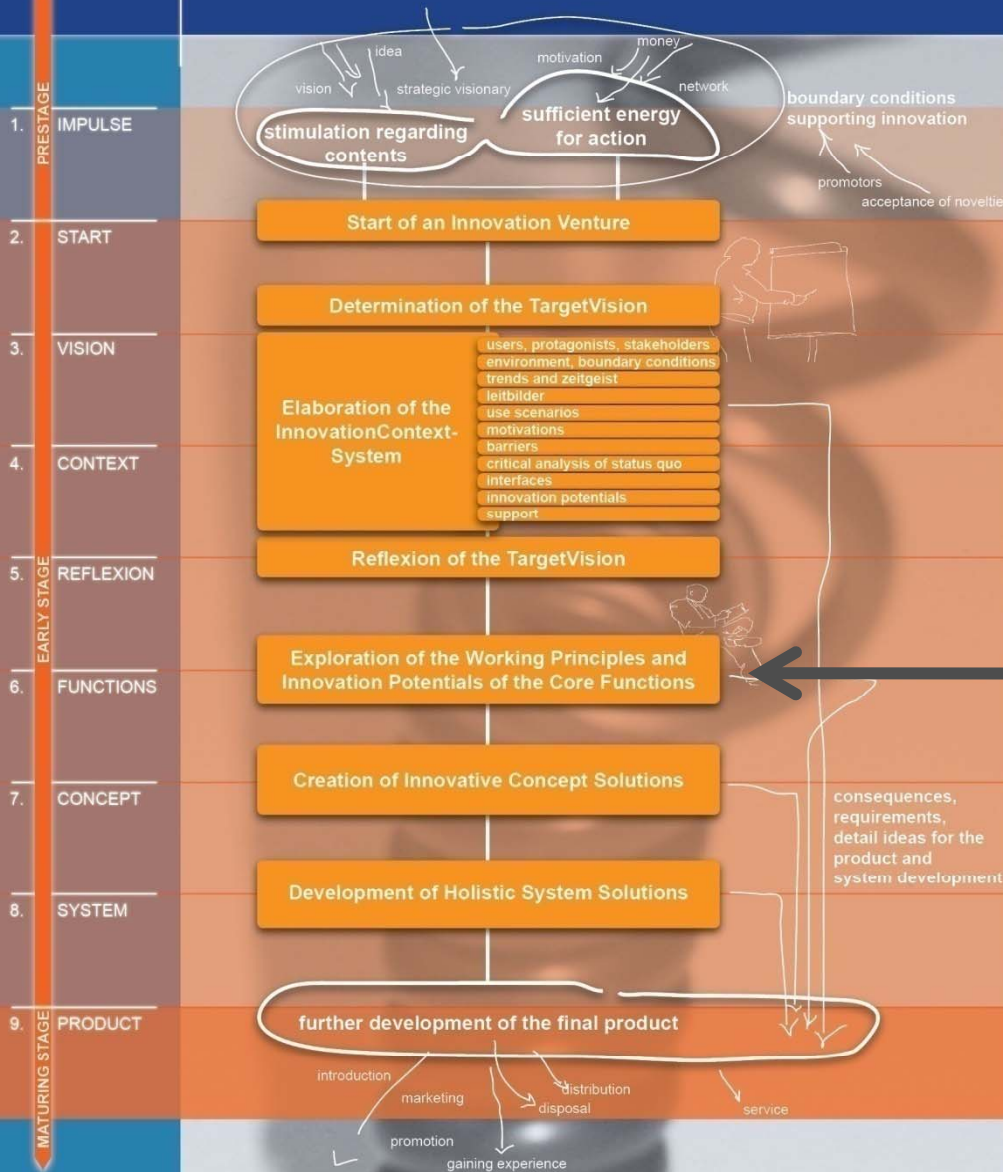 PRESTAGE
EARLY STAGE
MATURING STAGE
1. IMPULSE
2. START
3. VISION
4. CONTEXT
5. REFLEXION
6. FUNCTIONS
7. CONCEPT
8. SYSTEM
9. PRODUCT
idea
vision
strategic visionary
motivation
money
network
stimulation regarding
contents
sufficient energy
for action
boundary conditions
supporting innovation
promotors
acceptance of noveltie
Start of an Innovation Venture
Determination of the TargetVision
Elaboration of the
InnovationContext-
System
users, protagonists, stakeholders
environment, boundary conditions
trends and zeitgeist
leitbilder
use scenarios
motivations
barriers
critical analysis of status quo
interfaces
innovation potentials
support
Reflexion of the TargetVision
Exploration of the Working Principles and
Innovation Potentials of the Core Functions
Creation of Innovative Concept Solutions
consequences,
requirements,
detail ideas for the
product and
system development
Development of Holistic System Solutions
further development of the final product
introduction
marketing
promotion
gaining experience
disposal
distribution
service